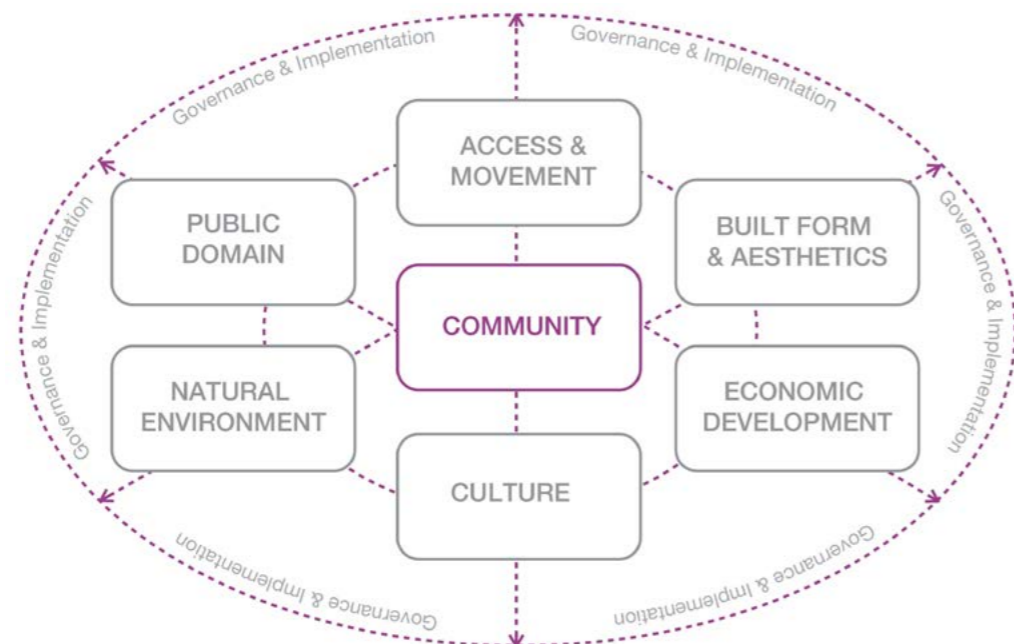 Governance & Implementation
Governance & Implementation
ACCESS &
MOVEMENT
PUBLIC
DOMAIN
BUILT FORM
& AESTHETICS
Governance & Implementation
Governance & Implementation
COMMUNITY
NATURAL
ENVIRONMENT
ECONOMIC
DEVELOPMENT
CULTURE
Governance & Implementation
Governance & Implementation